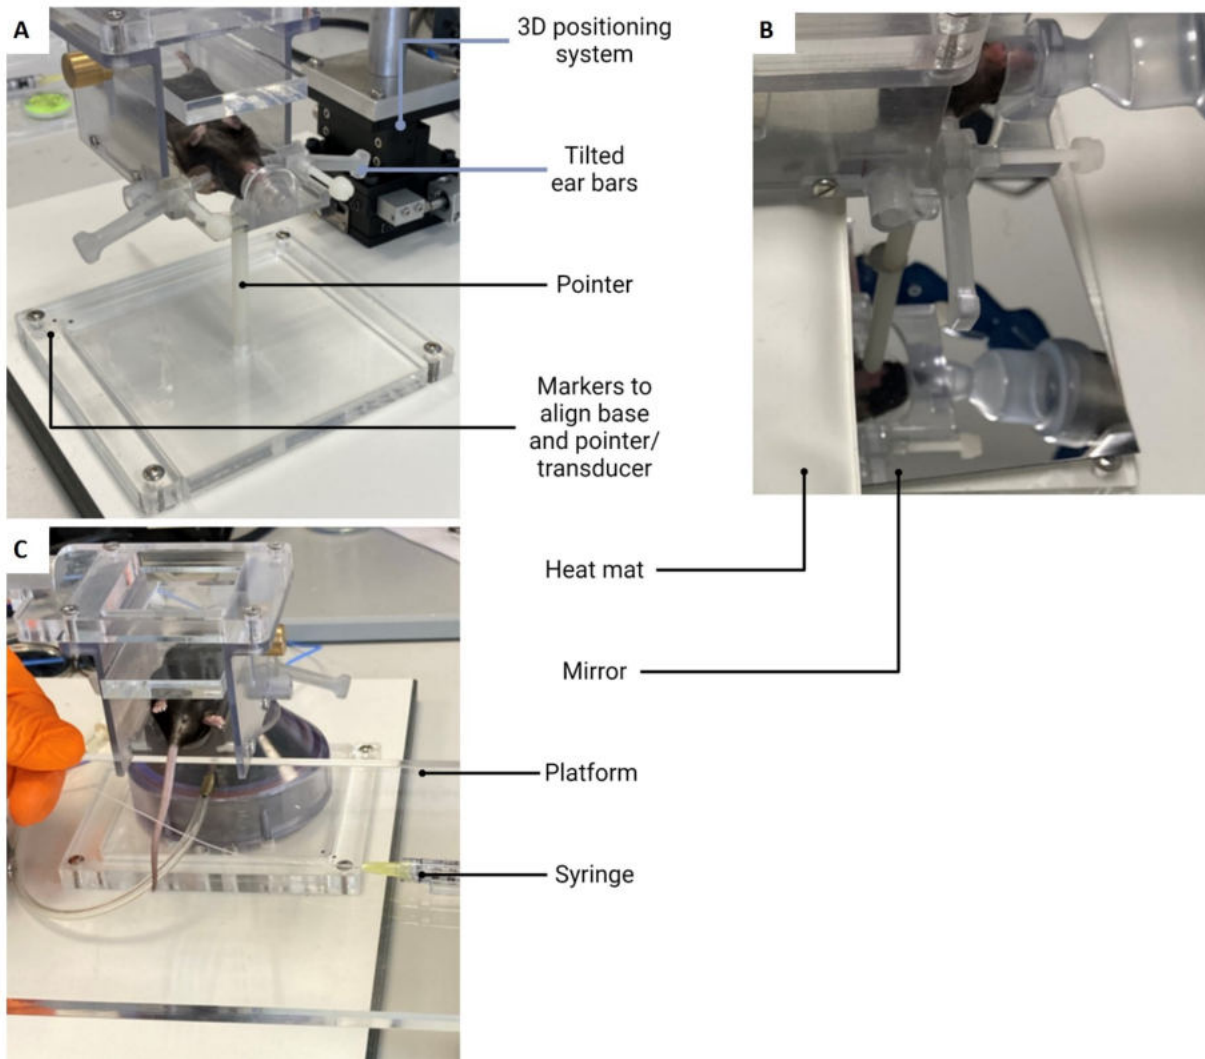 A
B
3D positioning
system
Tilted
ear bars
Pointer
Markers to
align base
and pointer/
transducer
Heat mat
Mirror
C
Platform
Syringe